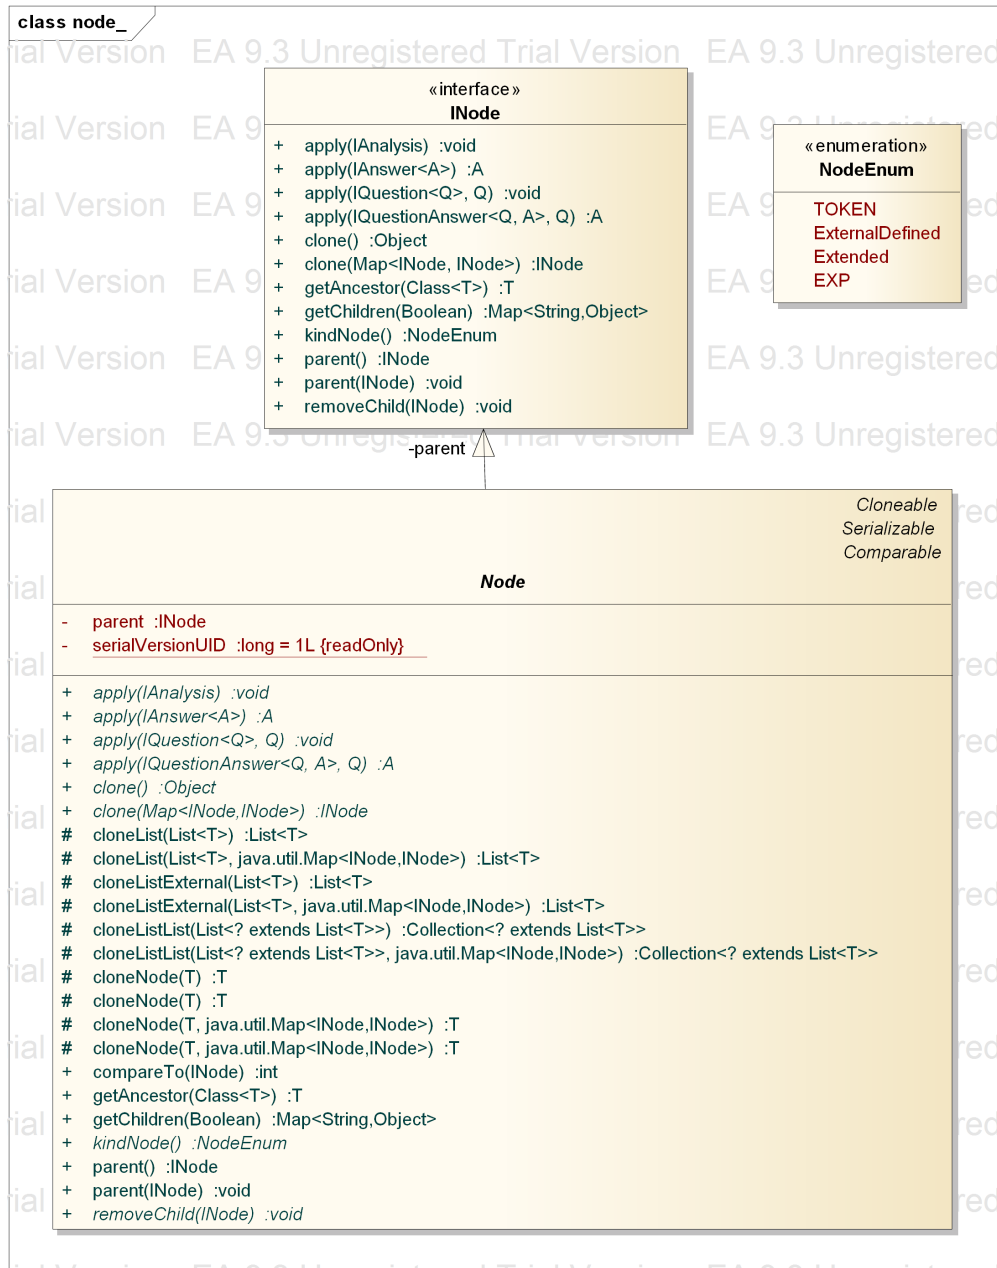 class node_
EA 9.3 Unregistered Trial Version
«interface»
INode
+ apply(IAnalysis) :void
+ apply(IAnswer<A>) :A
+ apply(IQuestion<Q>, Q) :void
+ apply(IQuestionAnswer<Q, A>, Q) :A
+ clone() :Object
+ clone(Map<INode, INode>) :INode
+ getAncestor(Class<T>) :T
+ getChildren(Boolean) :Map<String,Object>
+ kindNode() :NodeEnum
+ parent() :INode
+ parent(INode) :void
+ removeChild(INode) :void
«enumeration»
NodeEnum
TOKEN
ExternalDefined
Extended
EXP
-parent
Cloneable
Serializable
Comparable
Node
- parent :INode
- serialVersionUID :long = 1L {readOnly}
+ apply(IAnalysis) :void
+ apply(IAnswer<A>) :A
+ apply(IQuestion<Q>, Q) :void
+ apply(IQuestionAnswer<Q, A>, Q) :A
+ clone() :Object
+ clone(Map<INode,INode>) :INode
# cloneList(List<T>) :List<T>
# cloneList(List<T>, java.util.Map<INode,INode>) :List<T>
# cloneListExternal(List<T>) :List<T>
# cloneListExternal(List<T>, java.util.Map<INode,INode>) :List<T>
# cloneListList(List<? extends List<T>>) :Collection<? extends List<T>>
# cloneListList(List<? extends List<T>>, java.util.Map<INode,INode>) :Collection<? extends List<T>>
# cloneNode(T) :T
# cloneNode(T) :T
# cloneNode(T, java.util.Map<INode,INode>) :T
# cloneNode(T, java.util.Map<INode,INode>) :T
+ compareTo(INode) :int
+ getAncestor(Class<T>) :T
+ getChildren(Boolean) :Map<String,Object>
+ kindNode() :NodeEnum
+ parent() :INode
+ parent(INode) :void
+ removeChild(INode) :void